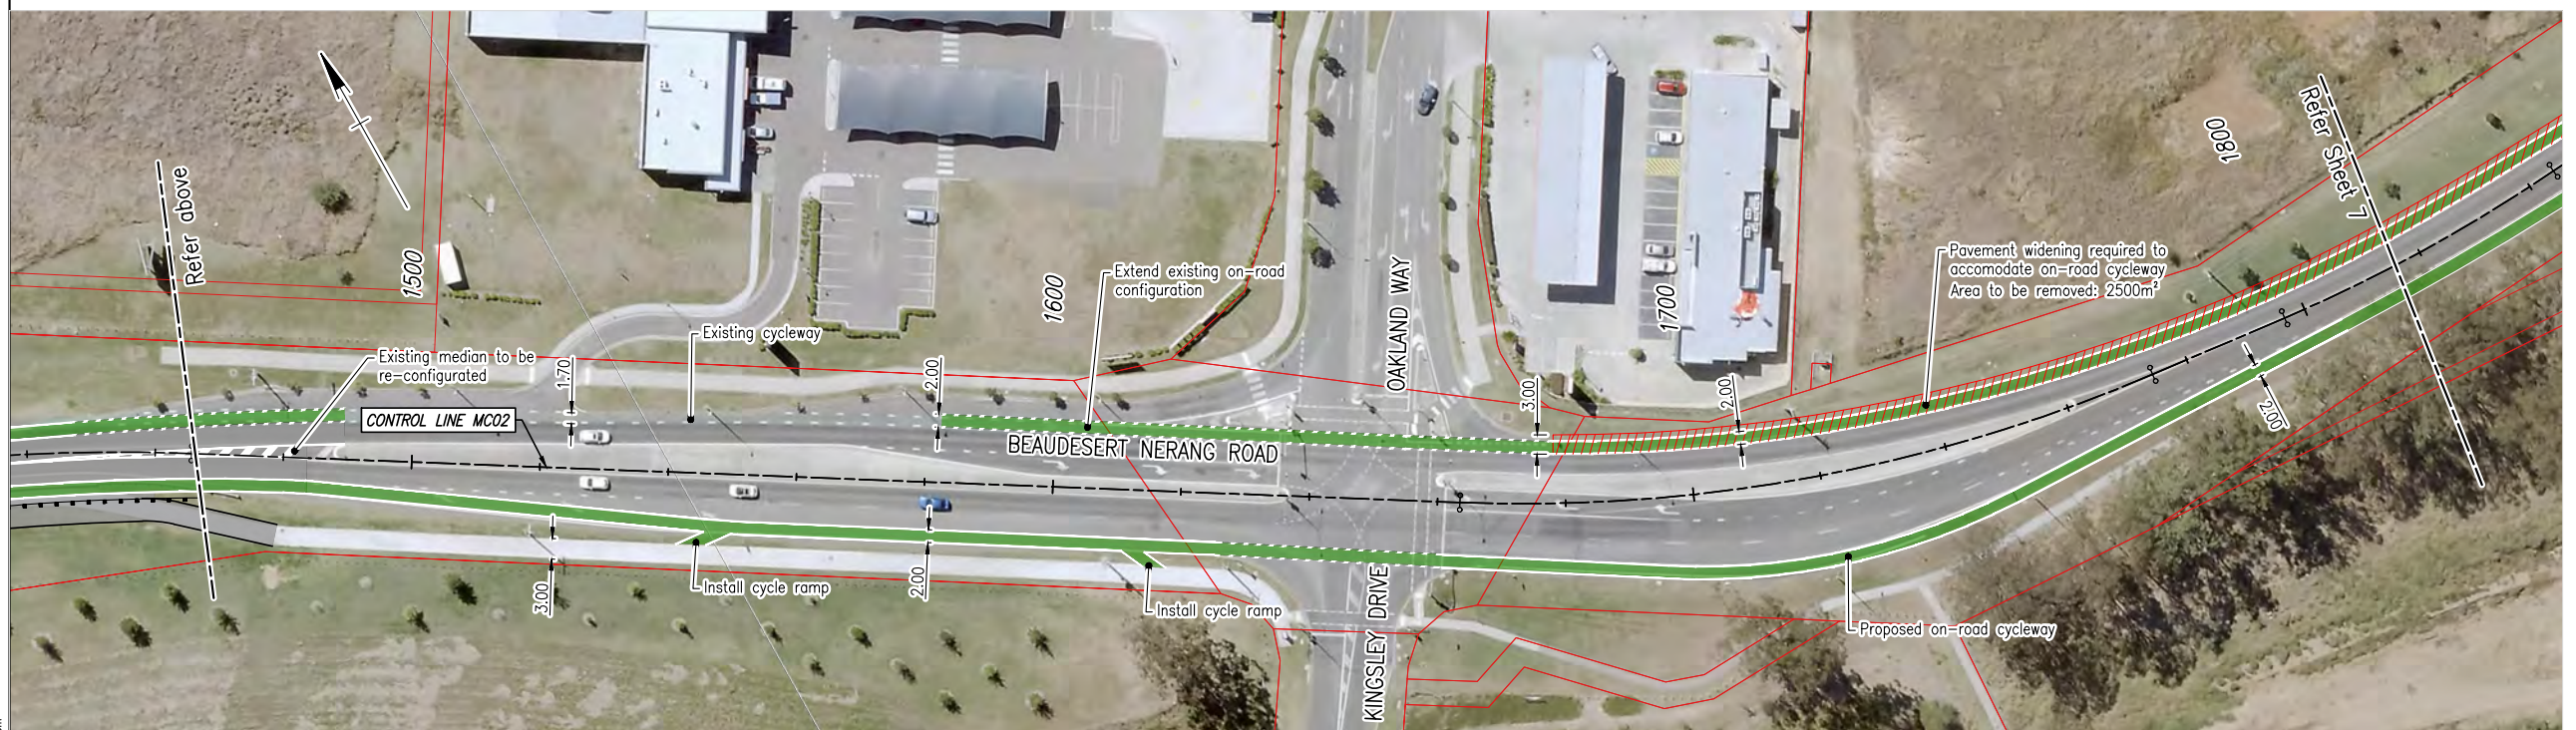 Refer above
1500
Existing median to be
re-configurated
CONTROL LINE MC02
1.70
Existing cycleway
2.00
1600
Extend existing on-road
configuration
BEAUDESERT NERANG ROAD
OAKLAND WAY
3.00
1700
2.00
Pavement widening required to
accomodate on-road cycleway
Area to be removed: 2500m²
1800
Refer Sheet 7
2.00
3.00
Install cycle ramp
2.00
Install cycle ramp
KINGSLEY DRIVE
Proposed on-road cycleway